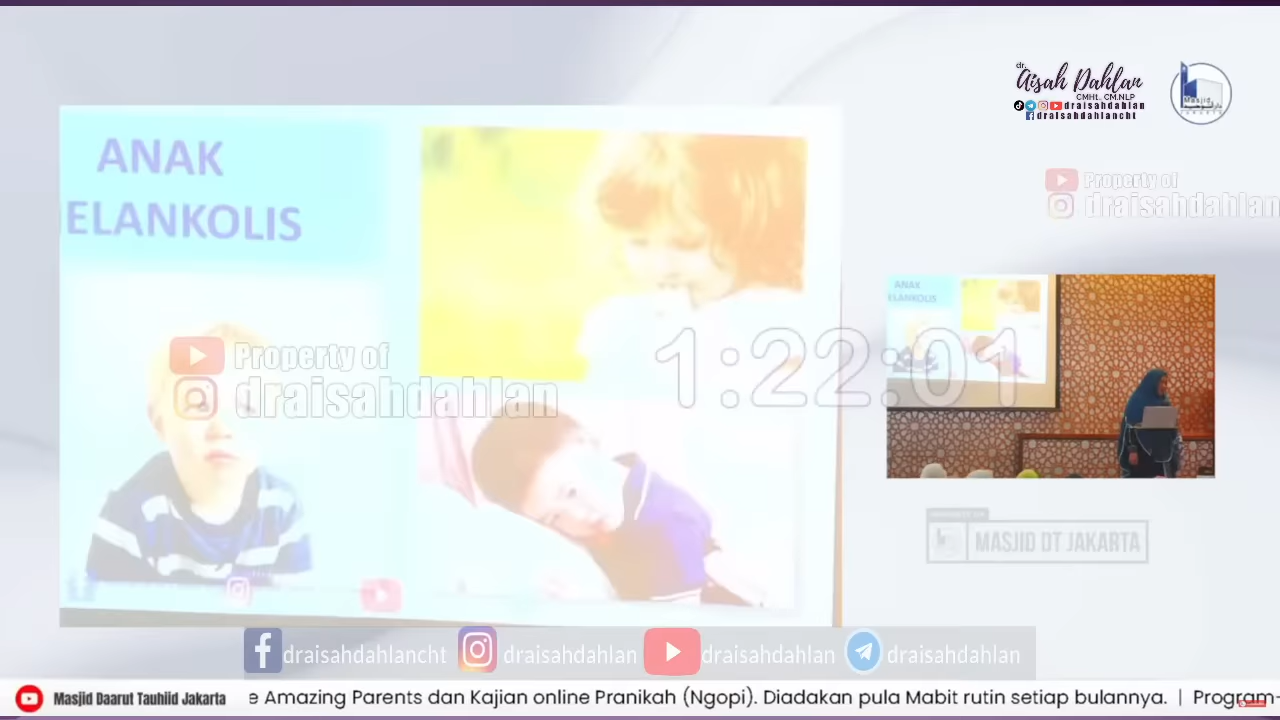 dr.
Aisah Dahlan
CMHt, CM.NLP
draisahdahlan
draisahdahlancht
Masjid
JAKARTA
ANAK
ELANKOLIS
Property of
draisahdahlan
Property of
draisahdahlan
1:22:01
ANAK
ELANKOLIS
MASJID DT JAKARTA
draisahdahlancht
draisahdahlan
draisahdahlan
draisahdahlan
Masjid Daarut Tauhiid Jakarta
e Amazing Parents dan Kajian online Pranikah (Ngopi). Diadakan pula Mabit rutin setiap bulannya. | Program-